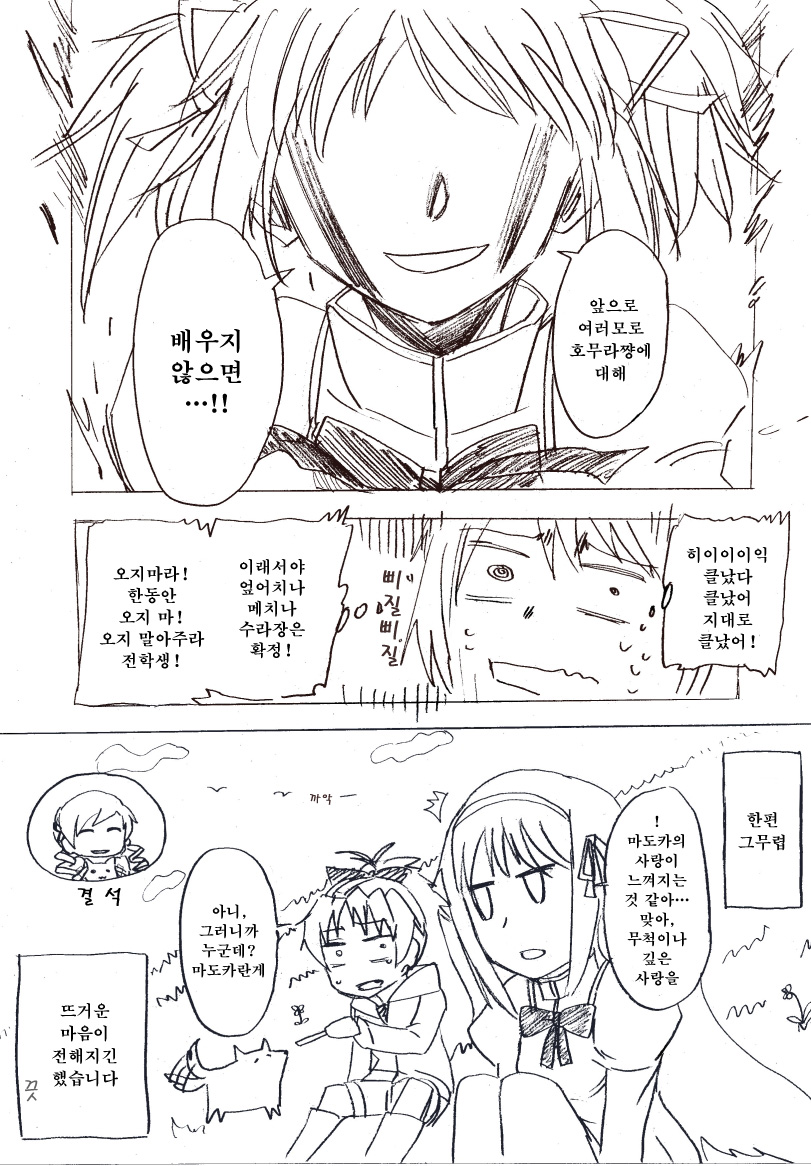 앞으로
여러모로
호무라쨩에
대해
배우지
않으면
…!!
히이이이익
클났다
클났어
지대로
클났어!
삐질삐질
이래서야
엎어치나
메치나
수라장은
확정!
오지마라!
한동안
오지 마!
오지 말아주라
전학생!
한편
그무렵
!
마도카의
사랑이
느껴지는
것 같아…
맞아,
무척이나
깊은
사랑을
까악―
아니,
그러니까
누군데?
마도카란게
결석
뜨거운
마음이
전해지긴
했습니다
끗